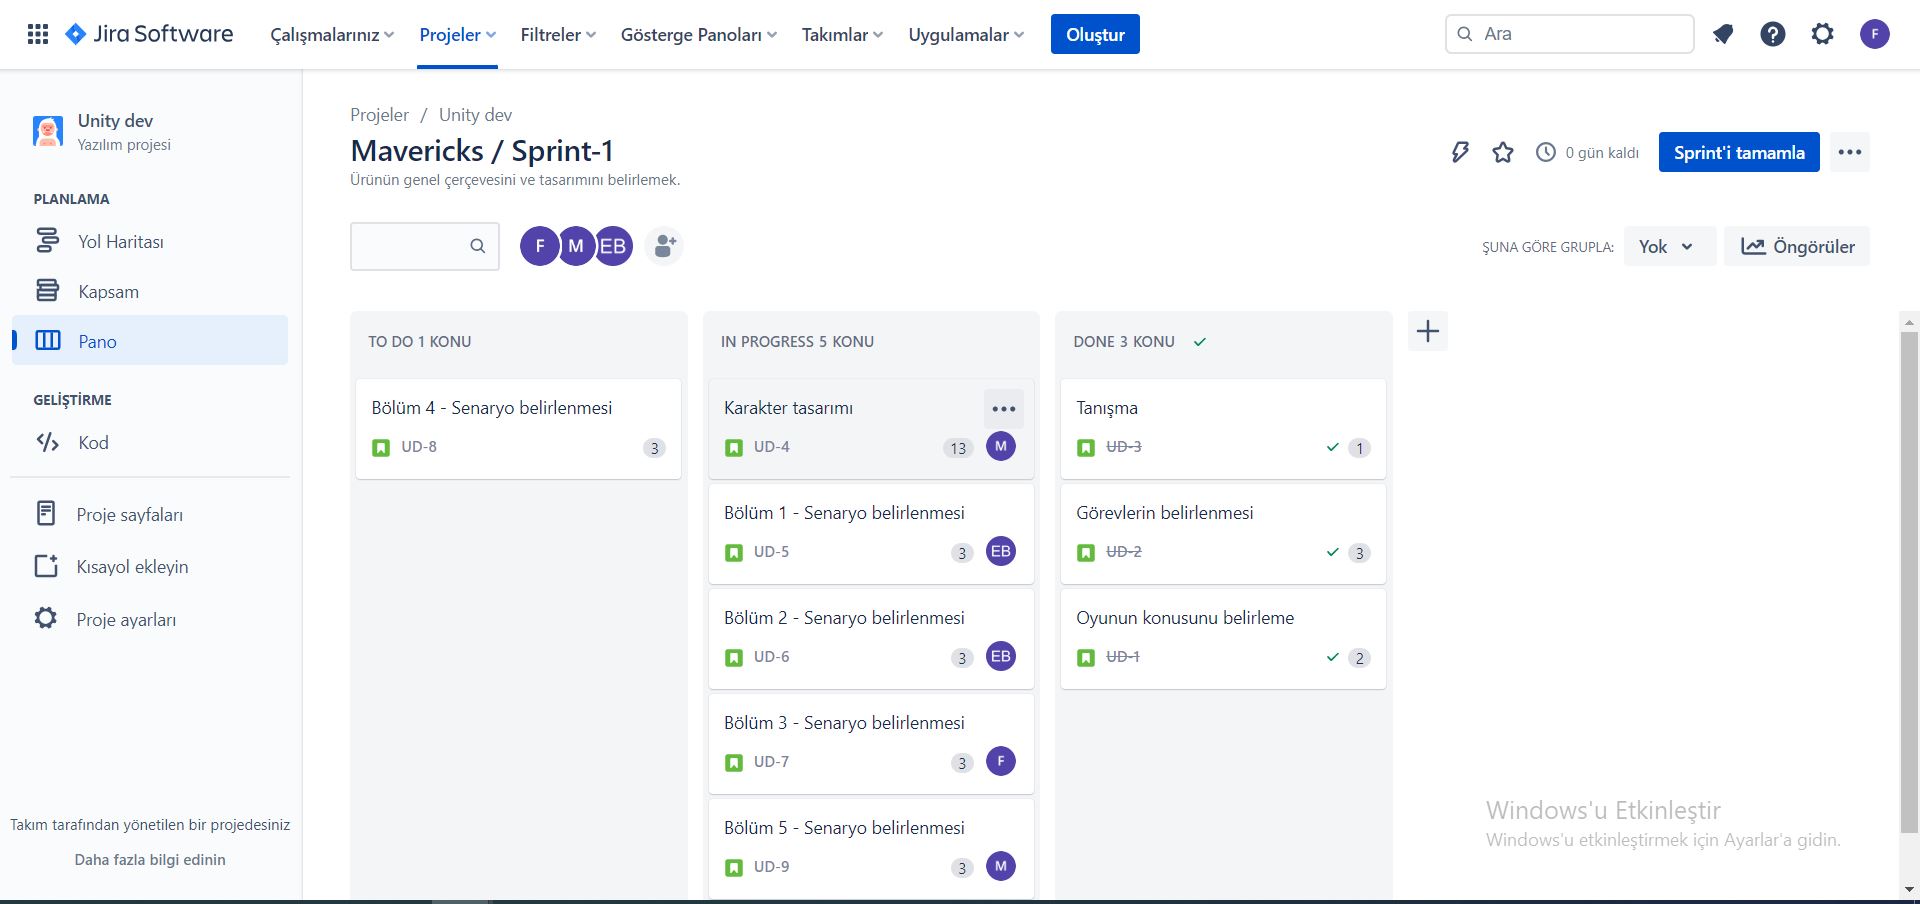 Jira Software
Çalışmalarınız
Projeler
Filtreler
Gösterge Panoları
Takımlar
Uygulamalar
Oluştur
Ara
F
Unity dev
Yazılım projesi
PLANLAMA
Yol Haritası
Kapsam
Pano
GELİŞTİRME
Kod
Proje sayfaları
Kısayol ekleyin
Proje ayarları
Takım tarafından yönetilen bir projedesiniz
Daha fazla bilgi edinin
Projeler / Unity dev
Mavericks / Sprint-1
Ürünün genel çerçevesini ve tasarımını belirlemek.
0 gün kaldı
Sprint'i tamamla
F M EB
ŞUNA GÖRE GRUPLA:
Yok
Öngörüler
TO DO 1 KONU
Bölüm 4 - Senaryo belirlenmesi
UD-8 3
IN PROGRESS 5 KONU
Karakter tasarımı
UD-4 13 M
Bölüm 1 - Senaryo belirlenmesi
UD-5 3 EB
Bölüm 2 - Senaryo belirlenmesi
UD-6 3 EB
Bölüm 3 - Senaryo belirlenmesi
UD-7 3 F
Bölüm 5 - Senaryo belirlenmesi
UD-9 3 M
DONE 3 KONU
Tanışma
UD-3 1
Görevlerin belirlenmesi
UD-2 3
Oyunun konusunu belirleme
UD-1 2
Windows'u Etkinleştir
Windows'u etkinleştirmek için Ayarlar'a gidin.